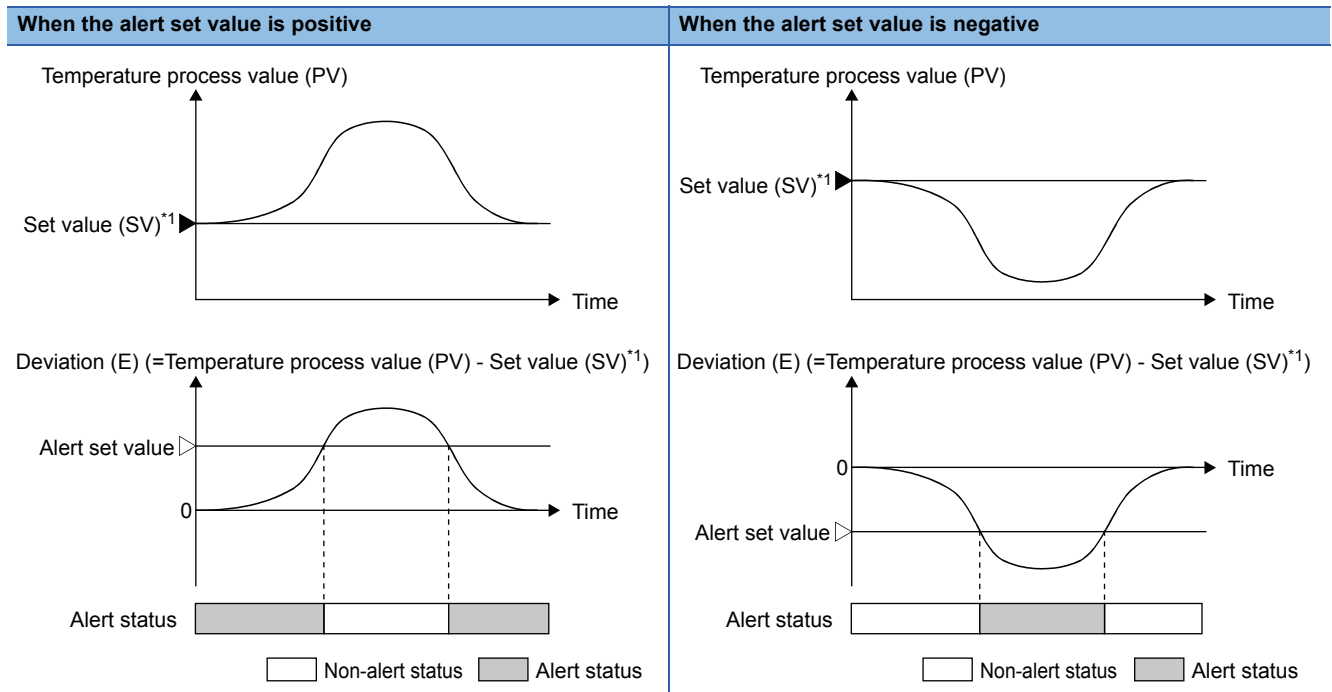 When the alert set value is positive
Temperature process value (PV)
Set value (SV)*1
Time
Deviation (E) (=Temperature process value (PV) - Set value (SV)*1)
Alert set value
0
Time
Alert status
Non-alert status
Alert status
When the alert set value is negative
Temperature process value (PV)
Set value (SV)*1
Time
Deviation (E) (=Temperature process value (PV) - Set value (SV)*1)
0
Time
Alert set value
Alert status
Non-alert status
Alert status